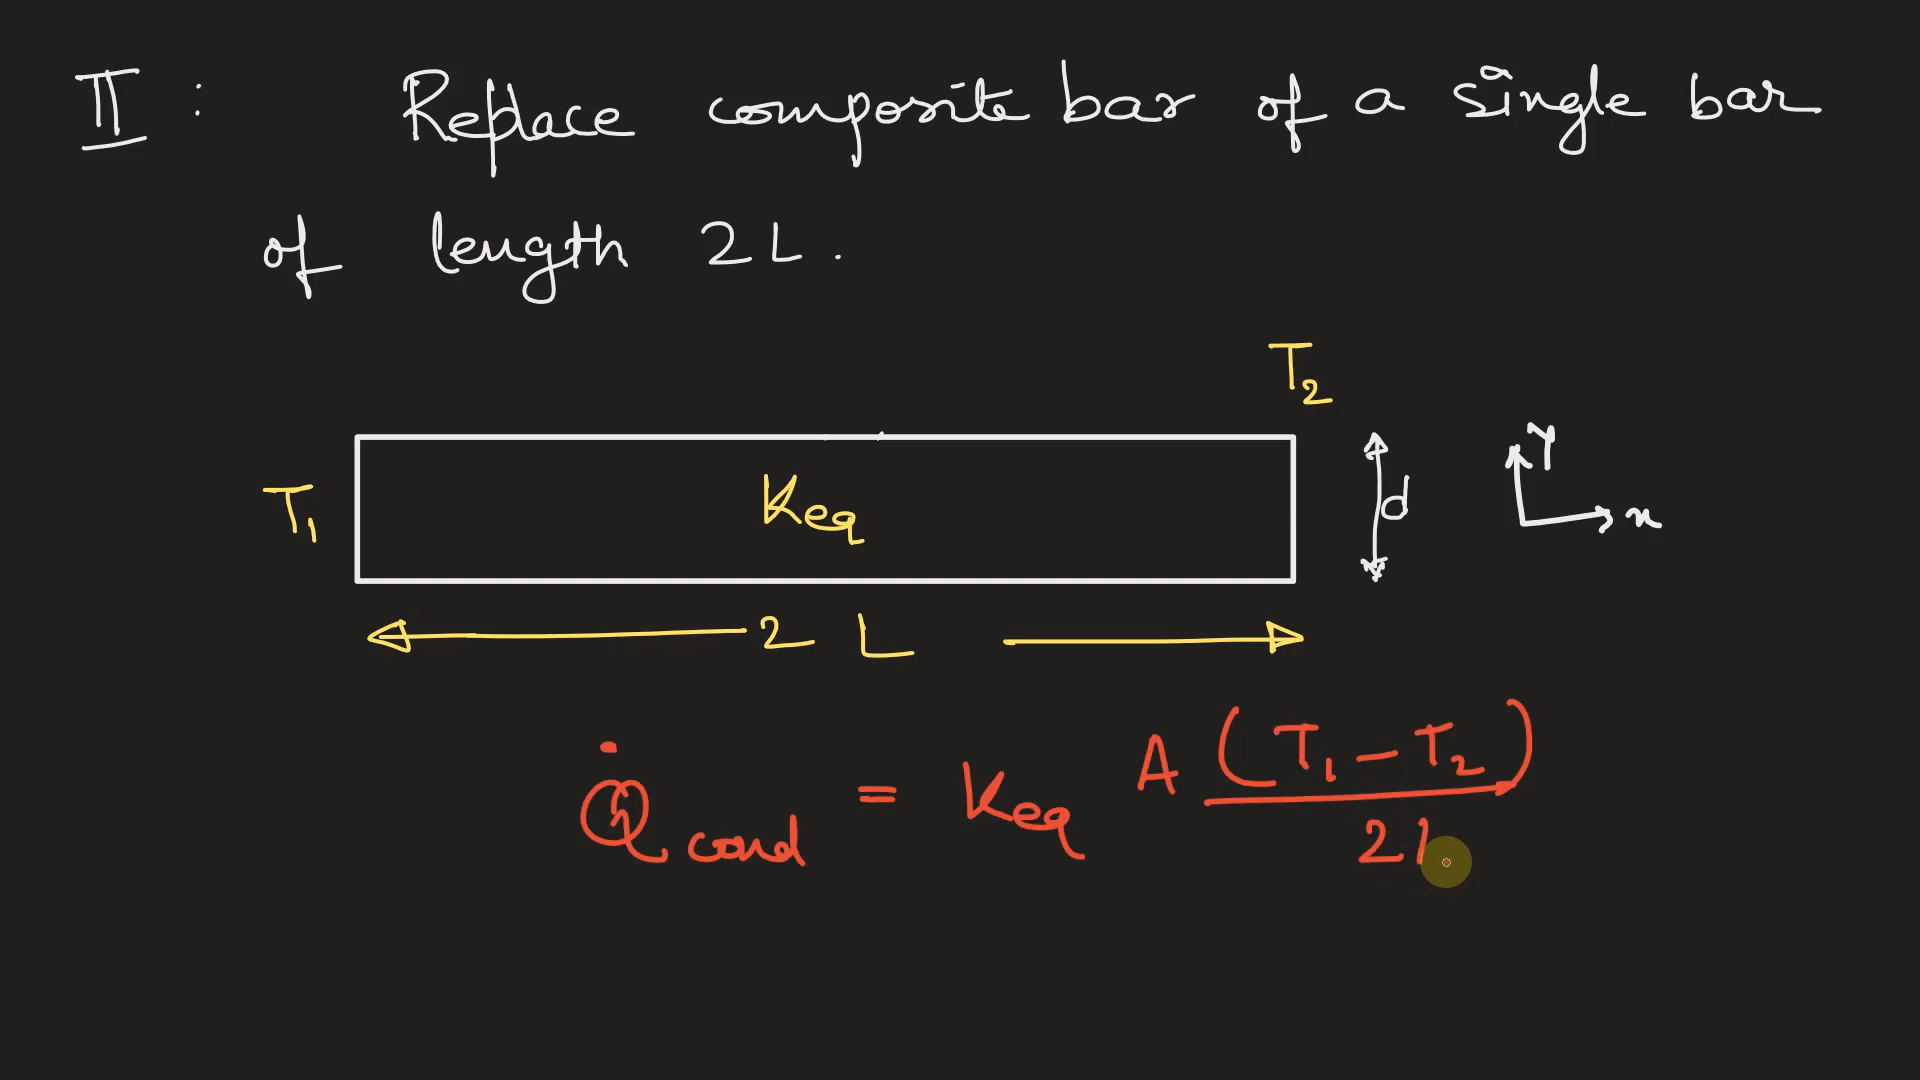 II : Replace composite bar of a single bar
of length 2L.
T₂
T₁ Keq d Y x
2 L
Q̇cond = Keq A (T₁ - T₂) / 2L